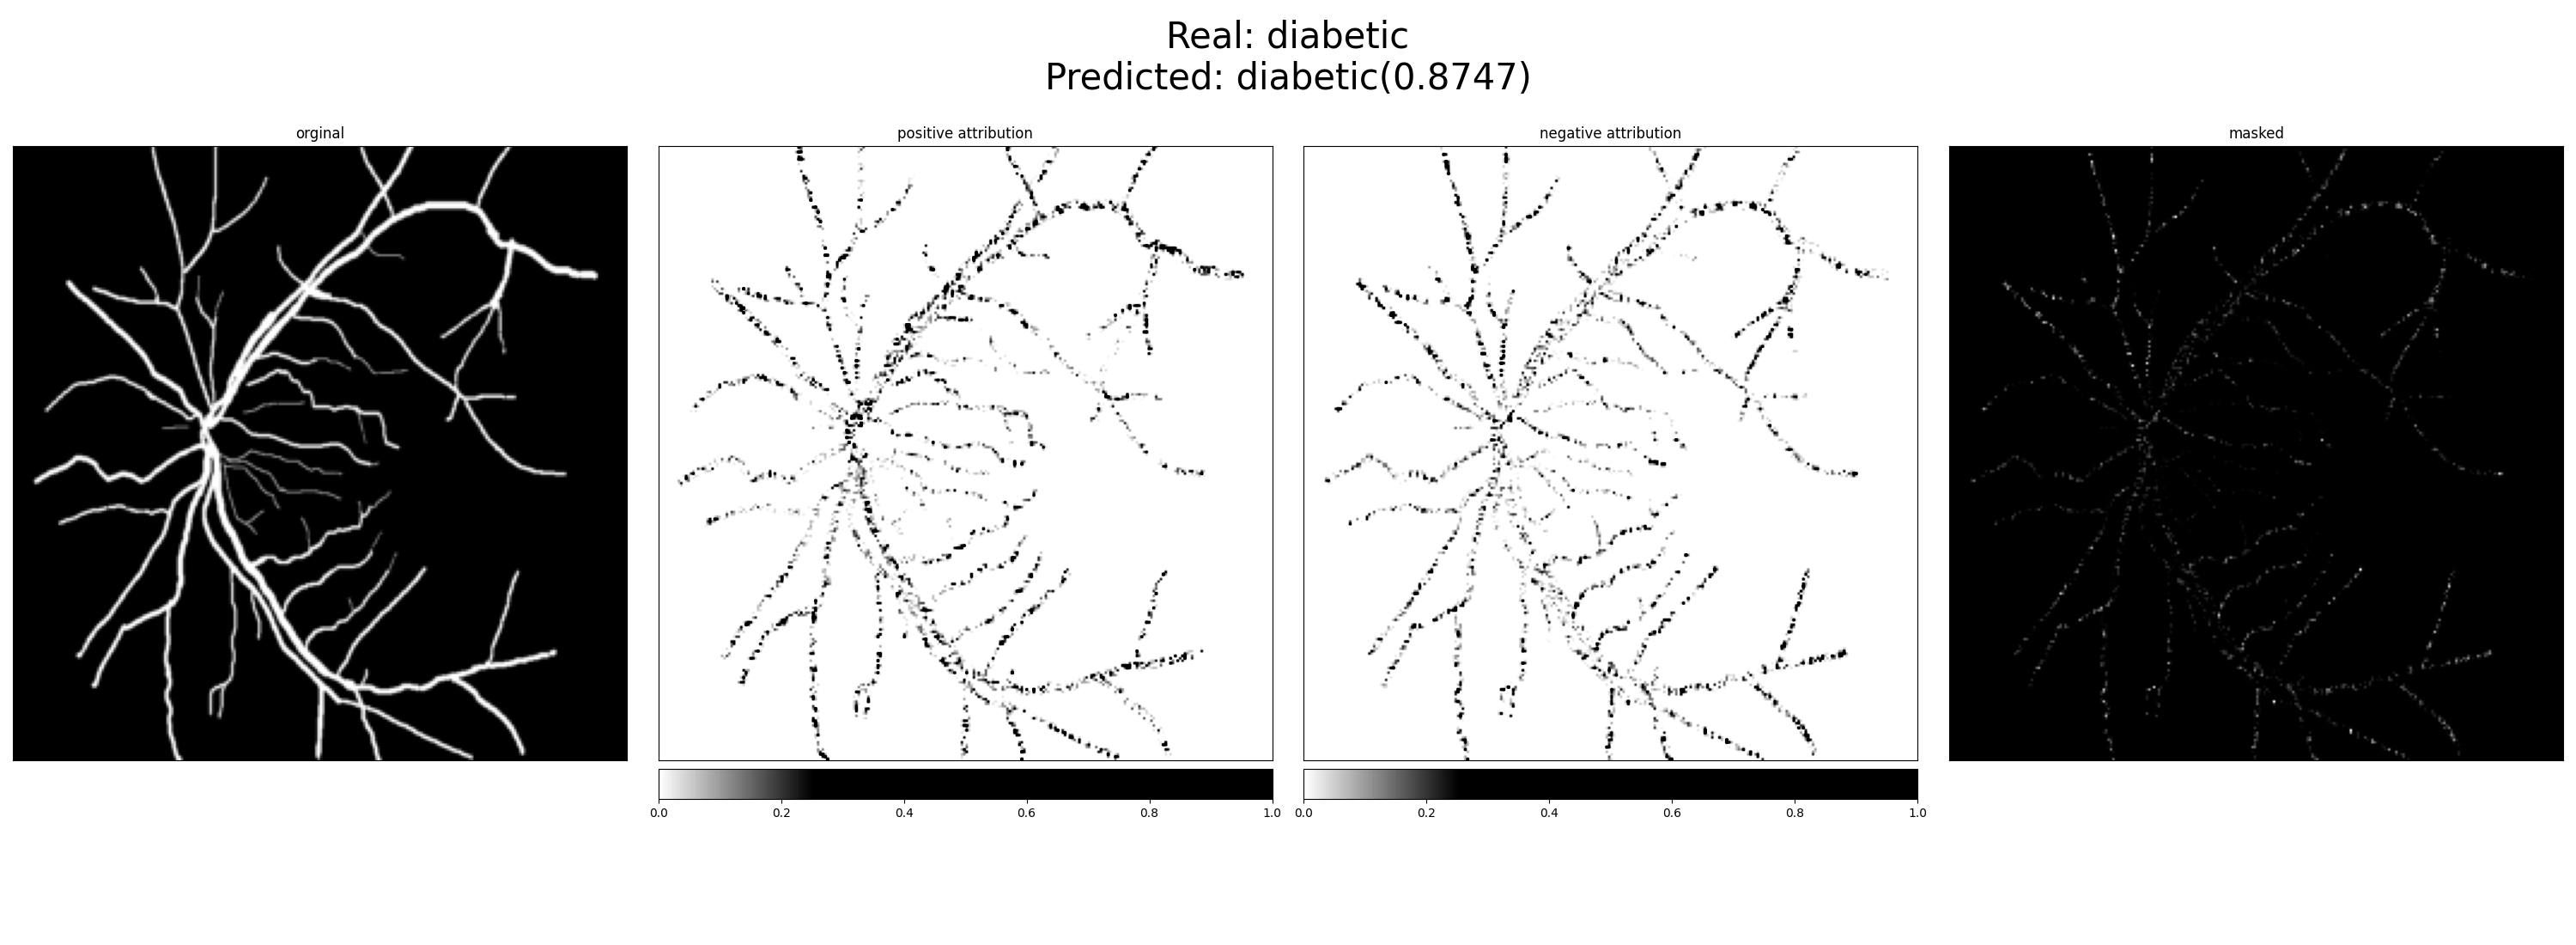 Real: diabetic
Predicted: diabetic(0.8747)
orginal
positive attribution
negative attribution
masked
0.0 0.2 0.4 0.6 0.8 1.0
0.0 0.2 0.4 0.6 0.8 1.0